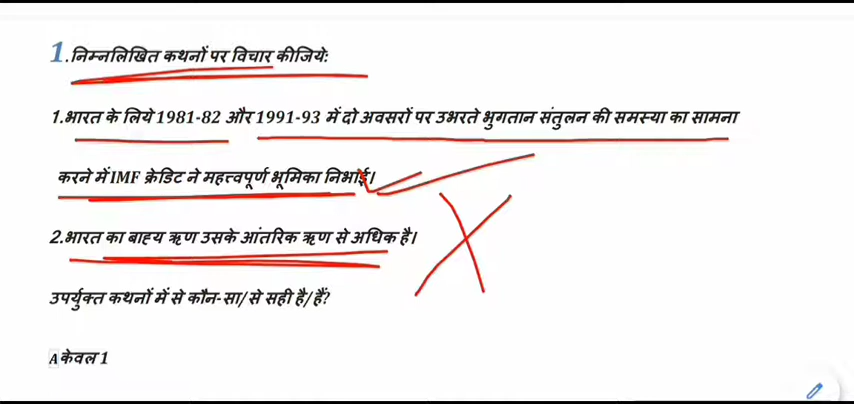 1.निम्नलिखित कथनों पर विचार कीजिये:
1.भारत के लिये 1981-82 और 1991-93 में दो अवसरों पर उभरते भुगतान संतुलन की समस्या का सामना
करने में IMF क्रेडिट ने महत्त्वपूर्ण भूमिका निभाई।
2.भारत का बाह्य ऋण उसके आंतरिक ऋण से अधिक है।
उपर्युक्त कथनों में से कौन-सा/से सही है/हैं?
A केवल 1